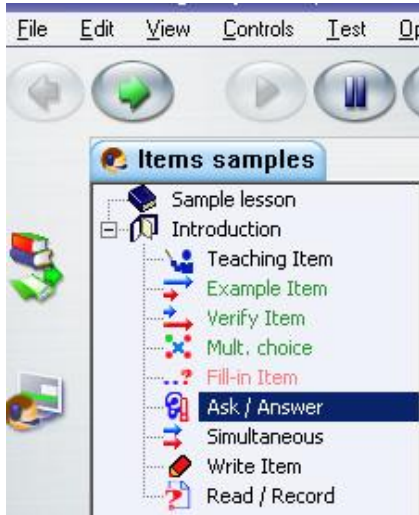 File Edit View Controls Test
Items samples
Sample lesson
Introduction
Teaching Item
Example Item
Verify Item
Mult. choice
Fill-in Item
Ask / Answer
Simultaneous
Write Item
Read / Record